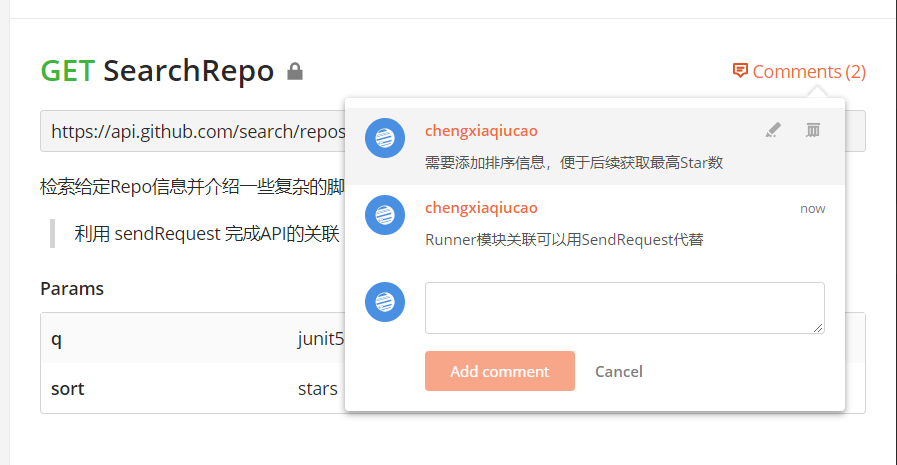 GET SearchRepo
Comments (2)
https://api.github.com/search/repos
chengxiaqiucao
需要添加排序信息，便于后续获取最高Star数
检索给定Repo信息并介绍一些复杂的脚
chengxiaqiucao
now
利用 sendRequest 完成API的关联
Runner模块关联可以用SendRequest代替
Params
q
junit5
sort
stars
Add comment
Cancel